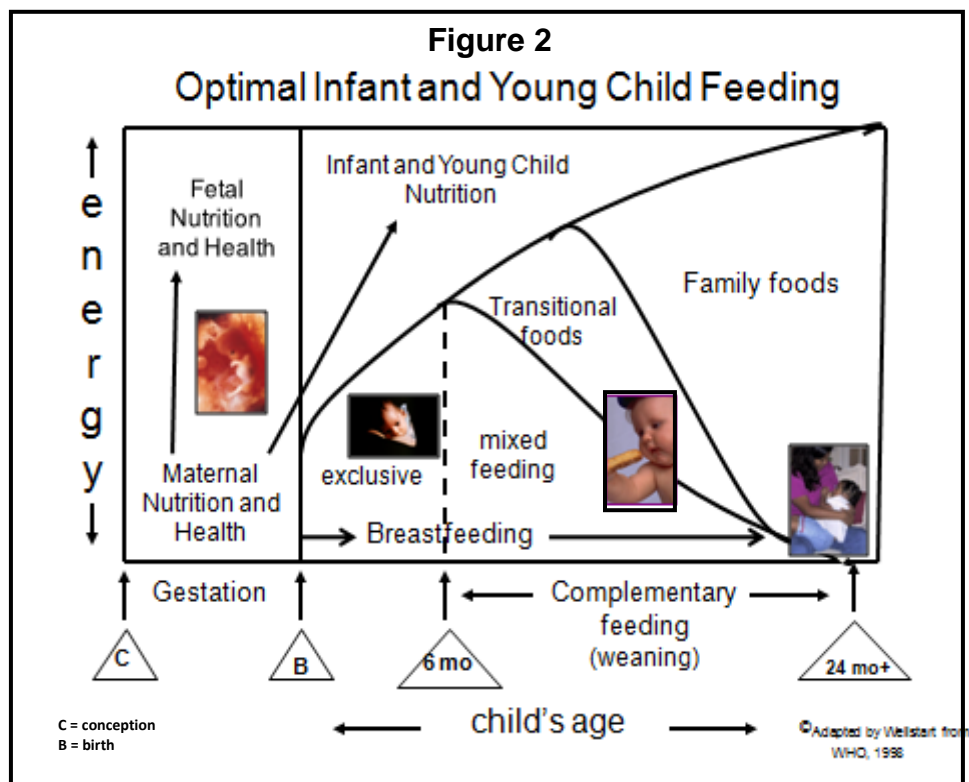 Figure 2
Optimal Infant and Young Child Feeding
energy
Fetal
Nutrition
and Health
Infant and Young Child
Nutrition
Transitional
foods
Family foods
exclusive
mixed
feeding
Maternal
Nutrition and
Health
Breastfeeding
Gestation
Complementary
feeding
(weaning)
C
B
6 mo
24 mo+
child's age
C = conception
B = birth
©Adapted by Wellstart from
WHO, 1998